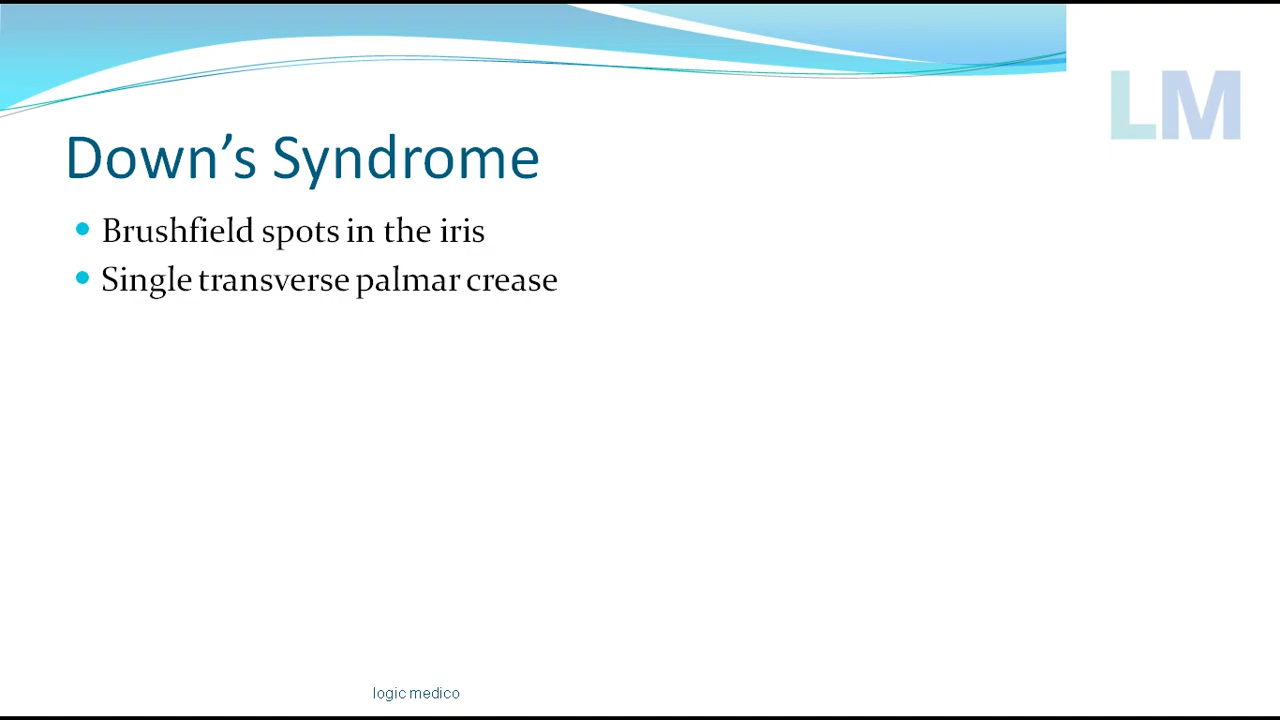 LM
Down’s Syndrome
• Brushfield spots in the iris
• Single transverse palmar crease
logic medico